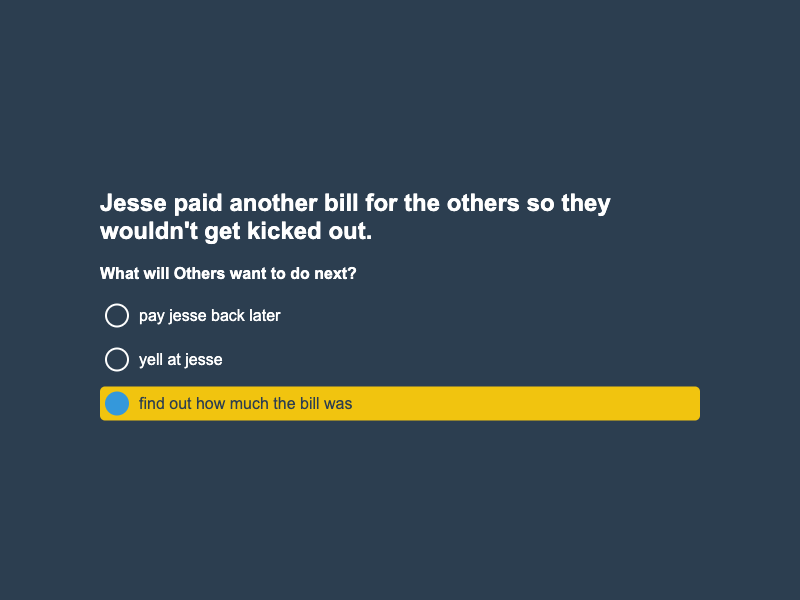 Jesse paid another bill for the others so they
wouldn't get kicked out.
What will Others want to do next?
pay jesse back later
yell at jesse
find out how much the bill was